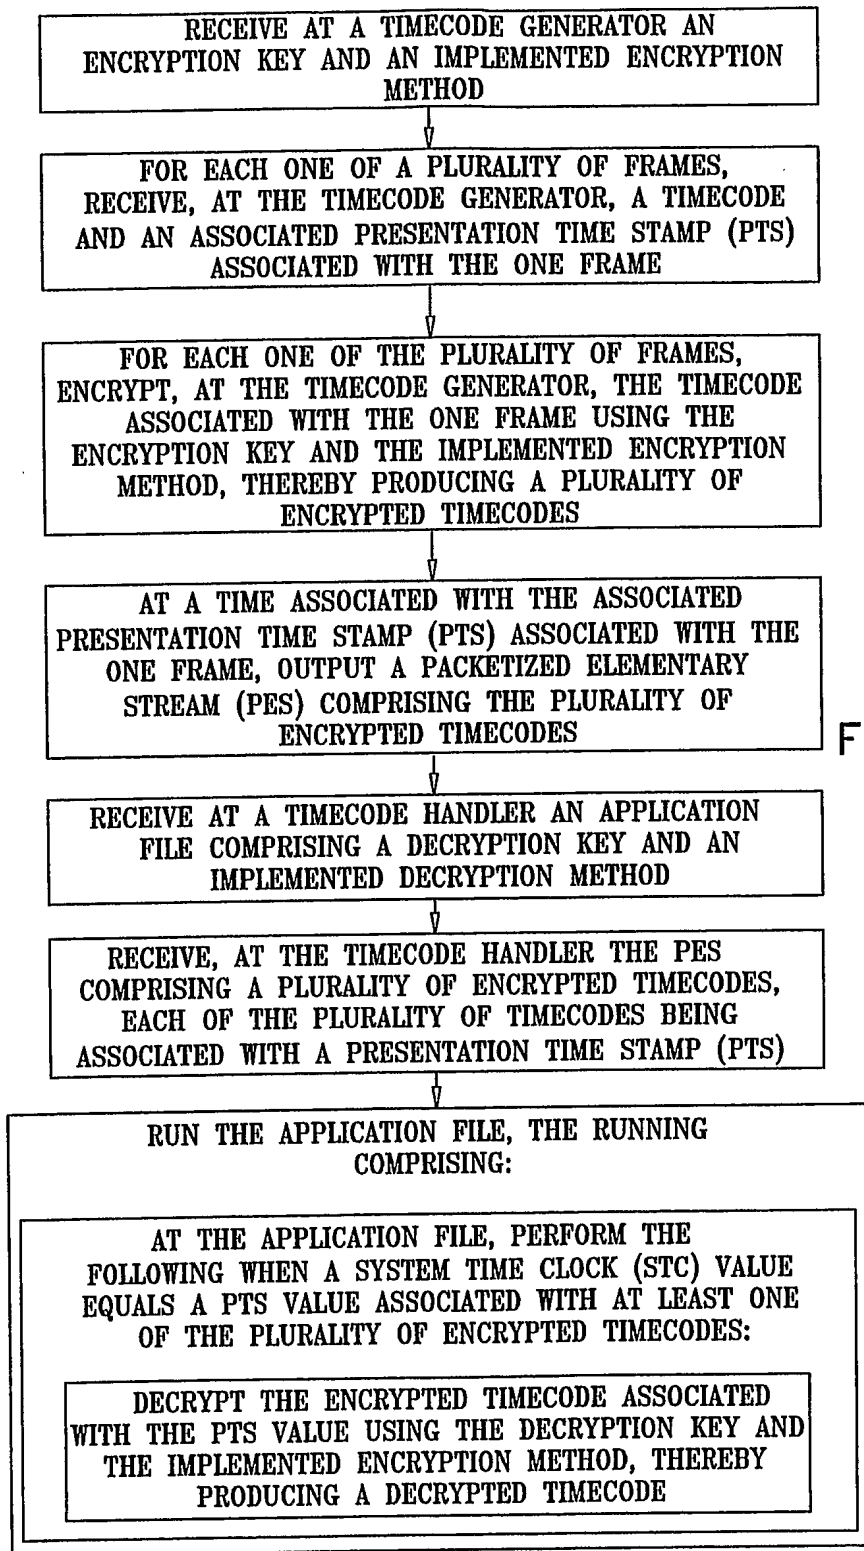 RECEIVE AT A TIMECODE GENERATOR AN
ENCRYPTION KEY AND AN IMPLEMENTED ENCRYPTION
METHOD
FOR EACH ONE OF A PLURALITY OF FRAMES,
RECEIVE, AT THE TIMECODE GENERATOR, A TIMECODE
AND AN ASSOCIATED PRESENTATION TIME STAMP (PTS)
ASSOCIATED WITH THE ONE FRAME
FOR EACH ONE OF THE PLURALITY OF FRAMES,
ENCRYPT, AT THE TIMECODE GENERATOR, THE TIMECODE
ASSOCIATED WITH THE ONE FRAME USING THE
ENCRYPTION KEY AND THE IMPLEMENTED ENCRYPTION
METHOD, THEREBY PRODUCING A PLURALITY OF
ENCRYPTED TIMECODES
AT A TIME ASSOCIATED WITH THE ASSOCIATED
PRESENTATION TIME STAMP (PTS) ASSOCIATED WITH THE
ONE FRAME, OUTPUT A PACKETIZED ELEMENTARY
STREAM (PES) COMPRISING THE PLURALITY OF
ENCRYPTED TIMECODES
F
RECEIVE AT A TIMECODE HANDLER AN APPLICATION
FILE COMPRISING A DECRYPTION KEY AND AN
IMPLEMENTED DECRYPTION METHOD
RECEIVE, AT THE TIMECODE HANDLER THE PES
COMPRISING A PLURALITY OF ENCRYPTED TIMECODES,
EACH OF THE PLURALITY OF TIMECODES BEING
ASSOCIATED WITH A PRESENTATION TIME STAMP (PTS)
RUN THE APPLICATION FILE, THE RUNNING
COMPRISING:
AT THE APPLICATION FILE, PERFORM THE
FOLLOWING WHEN A SYSTEM TIME CLOCK (STC) VALUE
EQUALS A PTS VALUE ASSOCIATED WITH AT LEAST ONE
OF THE PLURALITY OF ENCRYPTED TIMECODES:
DECRYPT THE ENCRYPTED TIMECODE ASSOCIATED
WITH THE PTS VALUE USING THE DECRYPTION KEY AND
THE IMPLEMENTED ENCRYPTION METHOD, THEREBY
PRODUCING A DECRYPTED TIMECODE